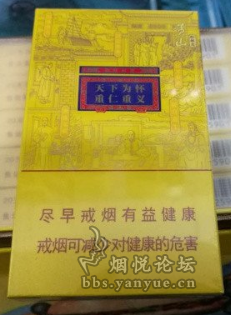 天下为怀
重仁重义
尽早戒烟有益健康
戒烟可减少对健康的危害
烟悦论坛
bbs.yanyue.cn